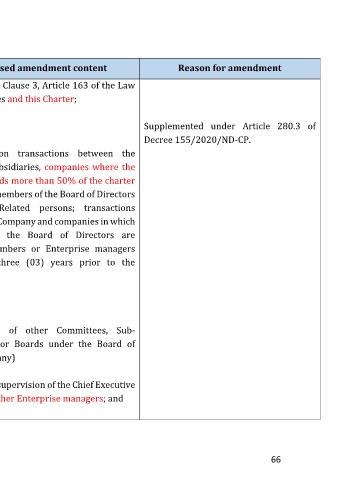 sed amendment content Reason for amendment
Clause 3, Article 163 of the Law
es and this Charter;
Supplemented under Article 280.3 of
Decree 155/2020/ND-CP.
on transactions between the
bsidiaries, companies where the
ds more than 50% of the charter
members of the Board of Directors
Related persons; transactions
Company and companies in which
the Board of Directors are
mbers or Enterprise managers
three (03) years prior to the
of other Committees, Sub-
or Boards under the Board of
any)
supervision of the Chief Executive
ther Enterprise managers; and
66